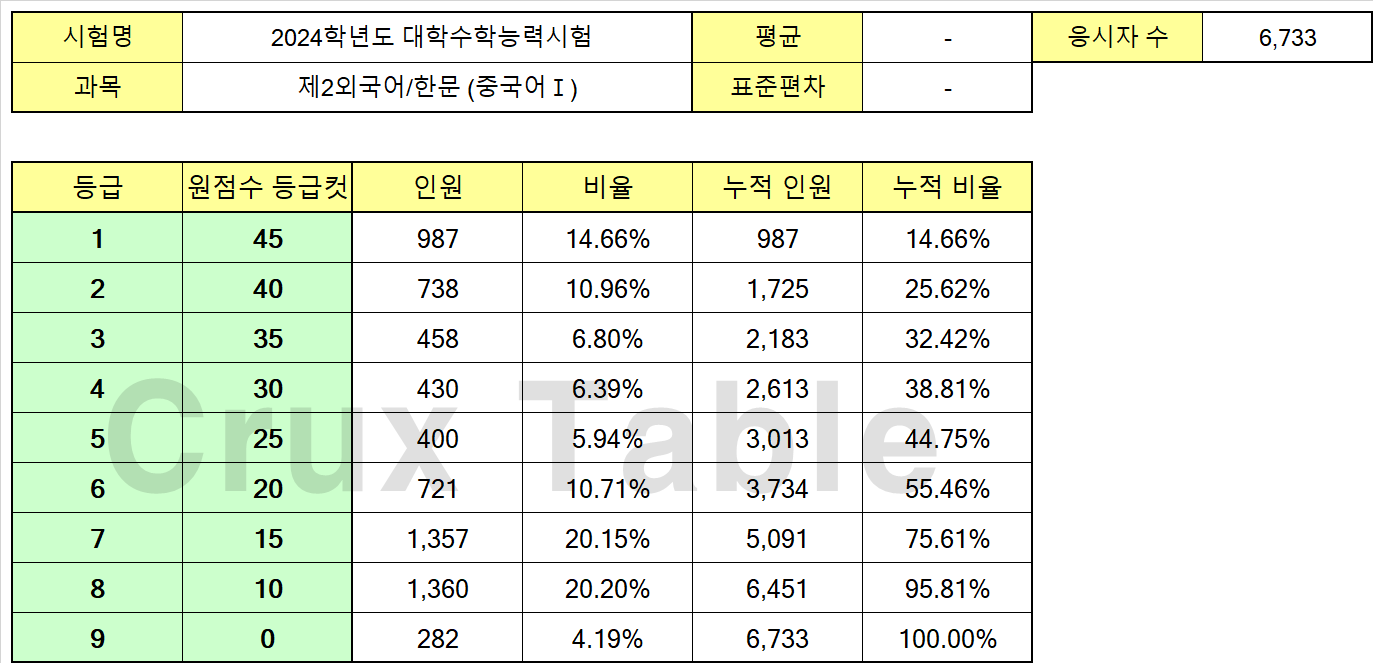 시험명 2024학년도 대학수학능력시험 평균 - 응시자 수 6,733
과목 제2외국어/한문 (중국어Ⅰ) 표준편차 -
등급 원점수 등급컷 인원 비율 누적 인원 누적 비율
1 45 987 14.66% 987 14.66%
2 40 738 10.96% 1,725 25.62%
3 35 458 6.80% 2,183 32.42%
4 30 430 6.39% 2,613 38.81%
5 25 400 5.94% 3,013 44.75%
6 20 721 10.71% 3,734 55.46%
7 15 1,357 20.15% 5,091 75.61%
8 10 1,360 20.20% 6,451 95.81%
9 0 282 4.19% 6,733 100.00%
Crux Table